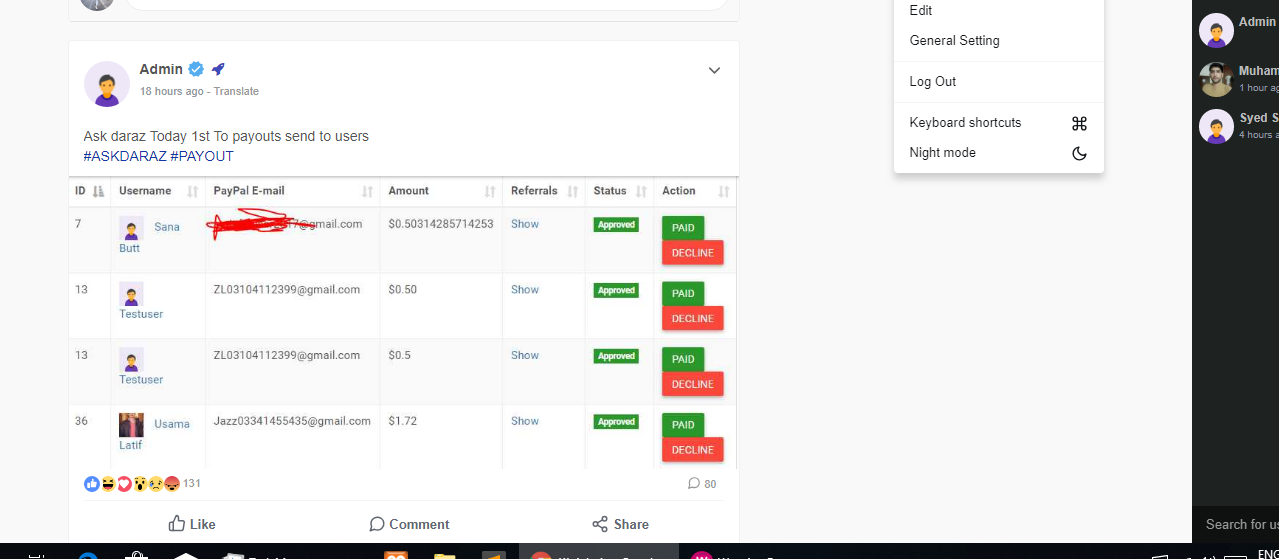 Edit
General Setting
Log Out
Keyboard shortcuts
Night mode
Admin
18 hours ago - Translate
Ask daraz Today 1st To payouts send to users
#ASKDARAZ #PAYOUT
ID Username PayPal E-mail Amount Referrals Status Action
7 Sana Butt @gmail.com $0.50314285714253 Show Approved PAID
DECLINE
13 Testuser ZL03104112399@gmail.com $0.50 Show Approved PAID
DECLINE
13 Testuser ZL03104112399@gmail.com $0.5 Show Approved PAID
DECLINE
36 Usama Latif Jazz03341455435@gmail.com $1.72 Show Approved PAID
DECLINE
131
80
Like Comment Share
Admin
Muham
1 hour ag
Syed S
4 hours a
Search for us
ENG